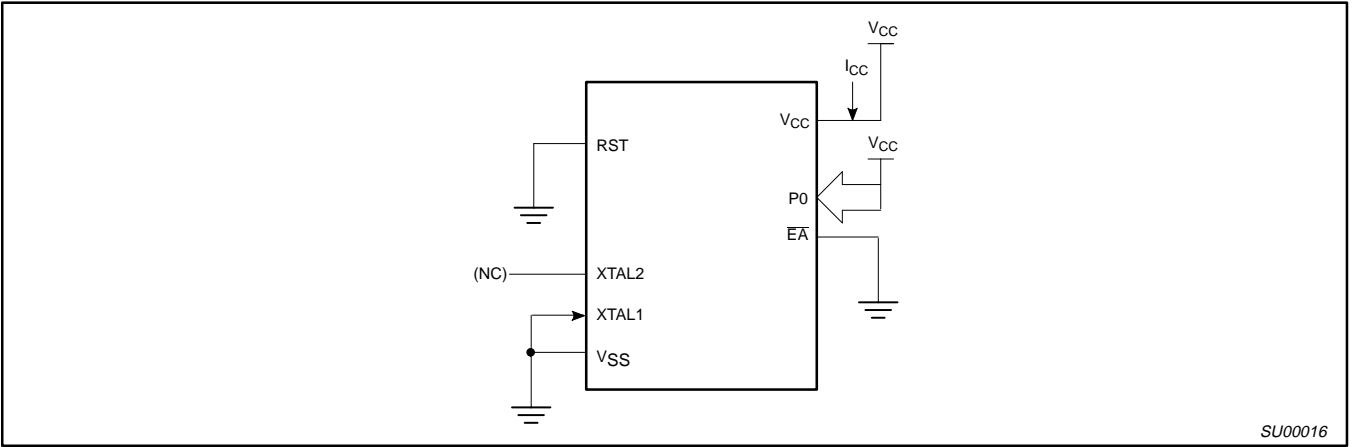 VCC
ICC
VCC
RST
VCC
P0
EA
(NC)
XTAL2
XTAL1
VSS
SU00016